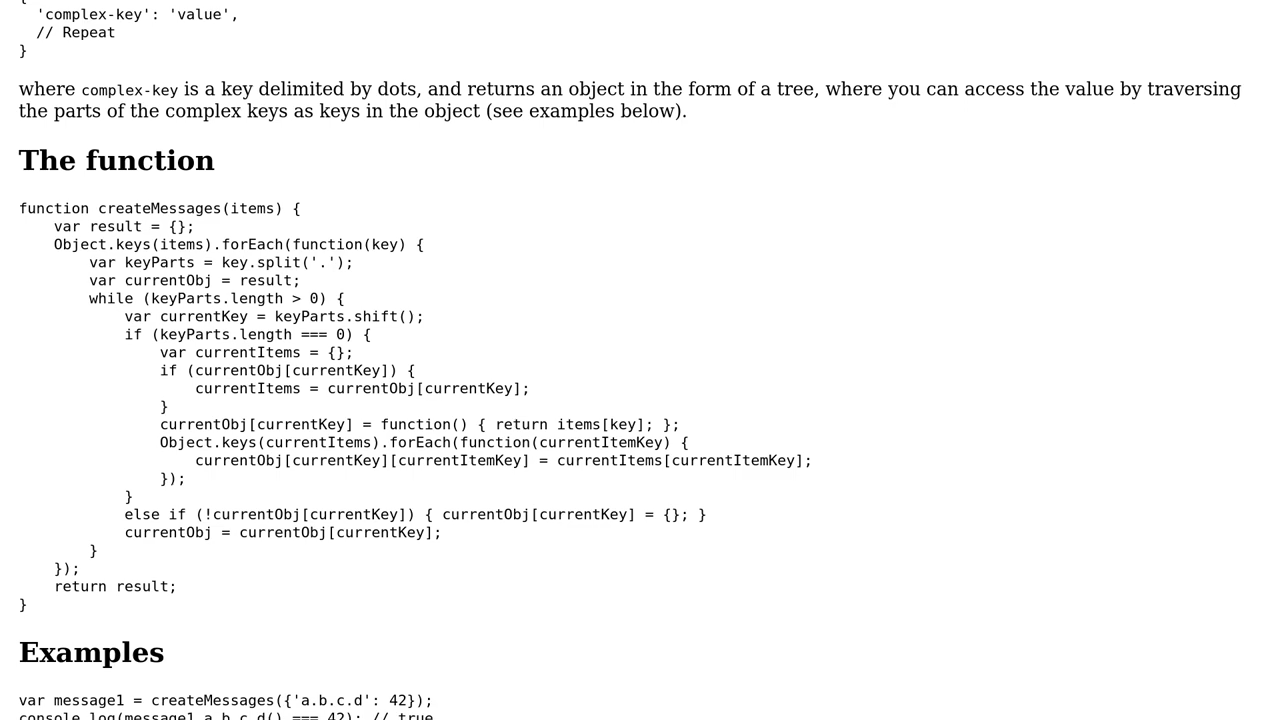 {
  'complex-key': 'value',
  // Repeat
}
where complex-key is a key delimited by dots, and returns an object in the form of a tree, where you can access the value by traversing
the parts of the complex keys as keys in the object (see examples below).
The function
function createMessages(items) {
    var result = {};
    Object.keys(items).forEach(function(key) {
        var keyParts = key.split('.');
        var currentObj = result;
        while (keyParts.length > 0) {
            var currentKey = keyParts.shift();
            if (keyParts.length === 0) {
                var currentItems = {};
                if (currentObj[currentKey]) {
                    currentItems = currentObj[currentKey];
                }
                currentObj[currentKey] = function() { return items[key]; };
                Object.keys(currentItems).forEach(function(currentItemKey) {
                    currentObj[currentKey][currentItemKey] = currentItems[currentItemKey];
                });
            }
            else if (!currentObj[currentKey]) { currentObj[currentKey] = {}; }
            currentObj = currentObj[currentKey];
        }
    });
    return result;
}
Examples
var message1 = createMessages({'a.b.c.d': 42});
console.log(message1.a.b.c.d() === 42); // true